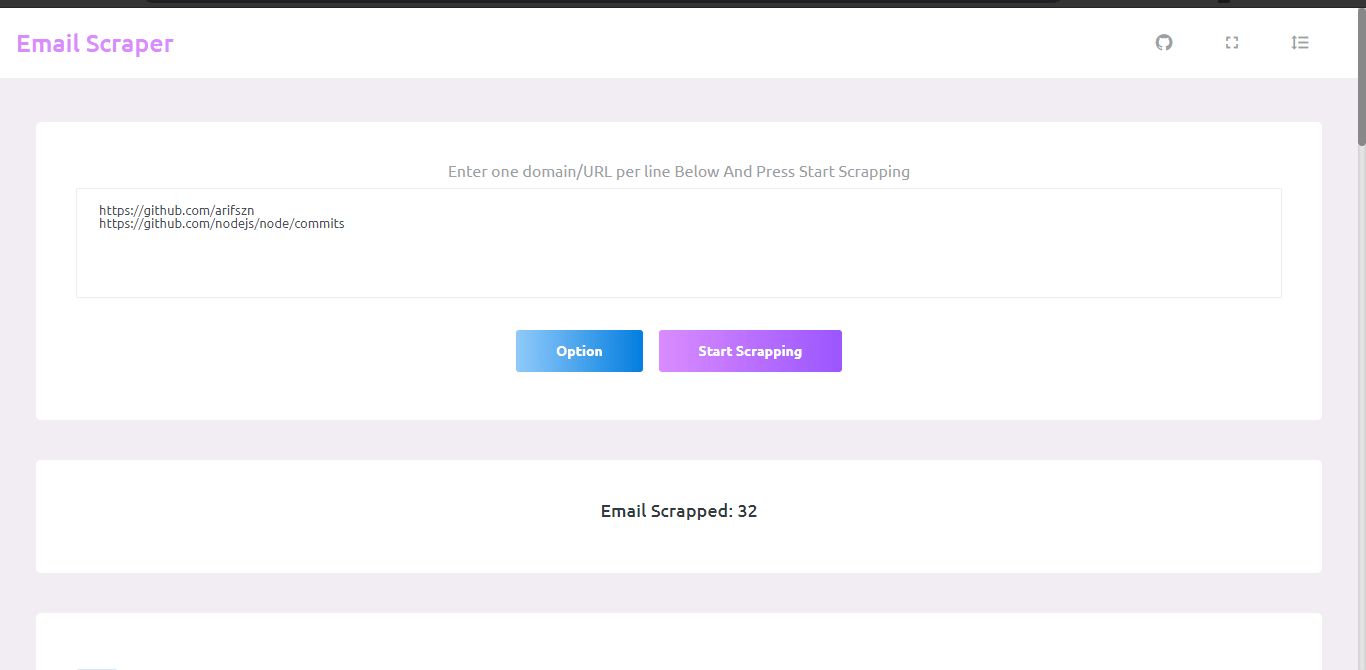 Email Scraper
Enter one domain/URL per line Below And Press Start Scrapping
https://github.com/arifszn
https://github.com/nodejs/node/commits
Option
Start Scrapping
Email Scrapped: 32